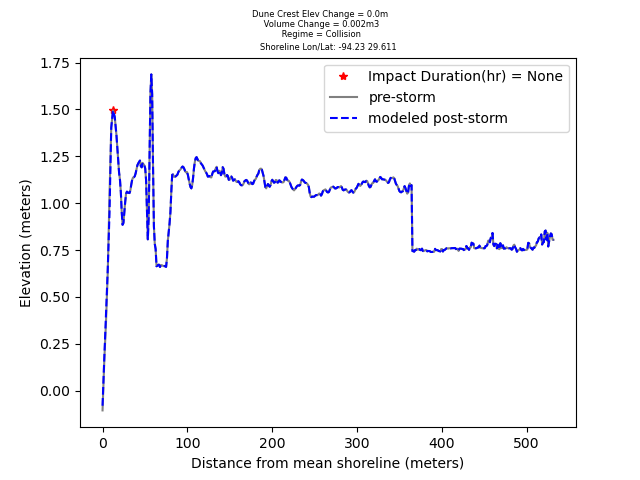 Dune Crest Elev Change = 0.0m
Volume Change = 0.002m3
Regime = Collision
Shoreline Lon/Lat: -94.23 29.611
Impact Duration(hr) = None
pre-storm
modeled post-storm
1.75
1.50
1.25
1.00
0.75
0.50
0.25
0.00
Elevation (meters)
0 100 200 300 400 500
Distance from mean shoreline (meters)